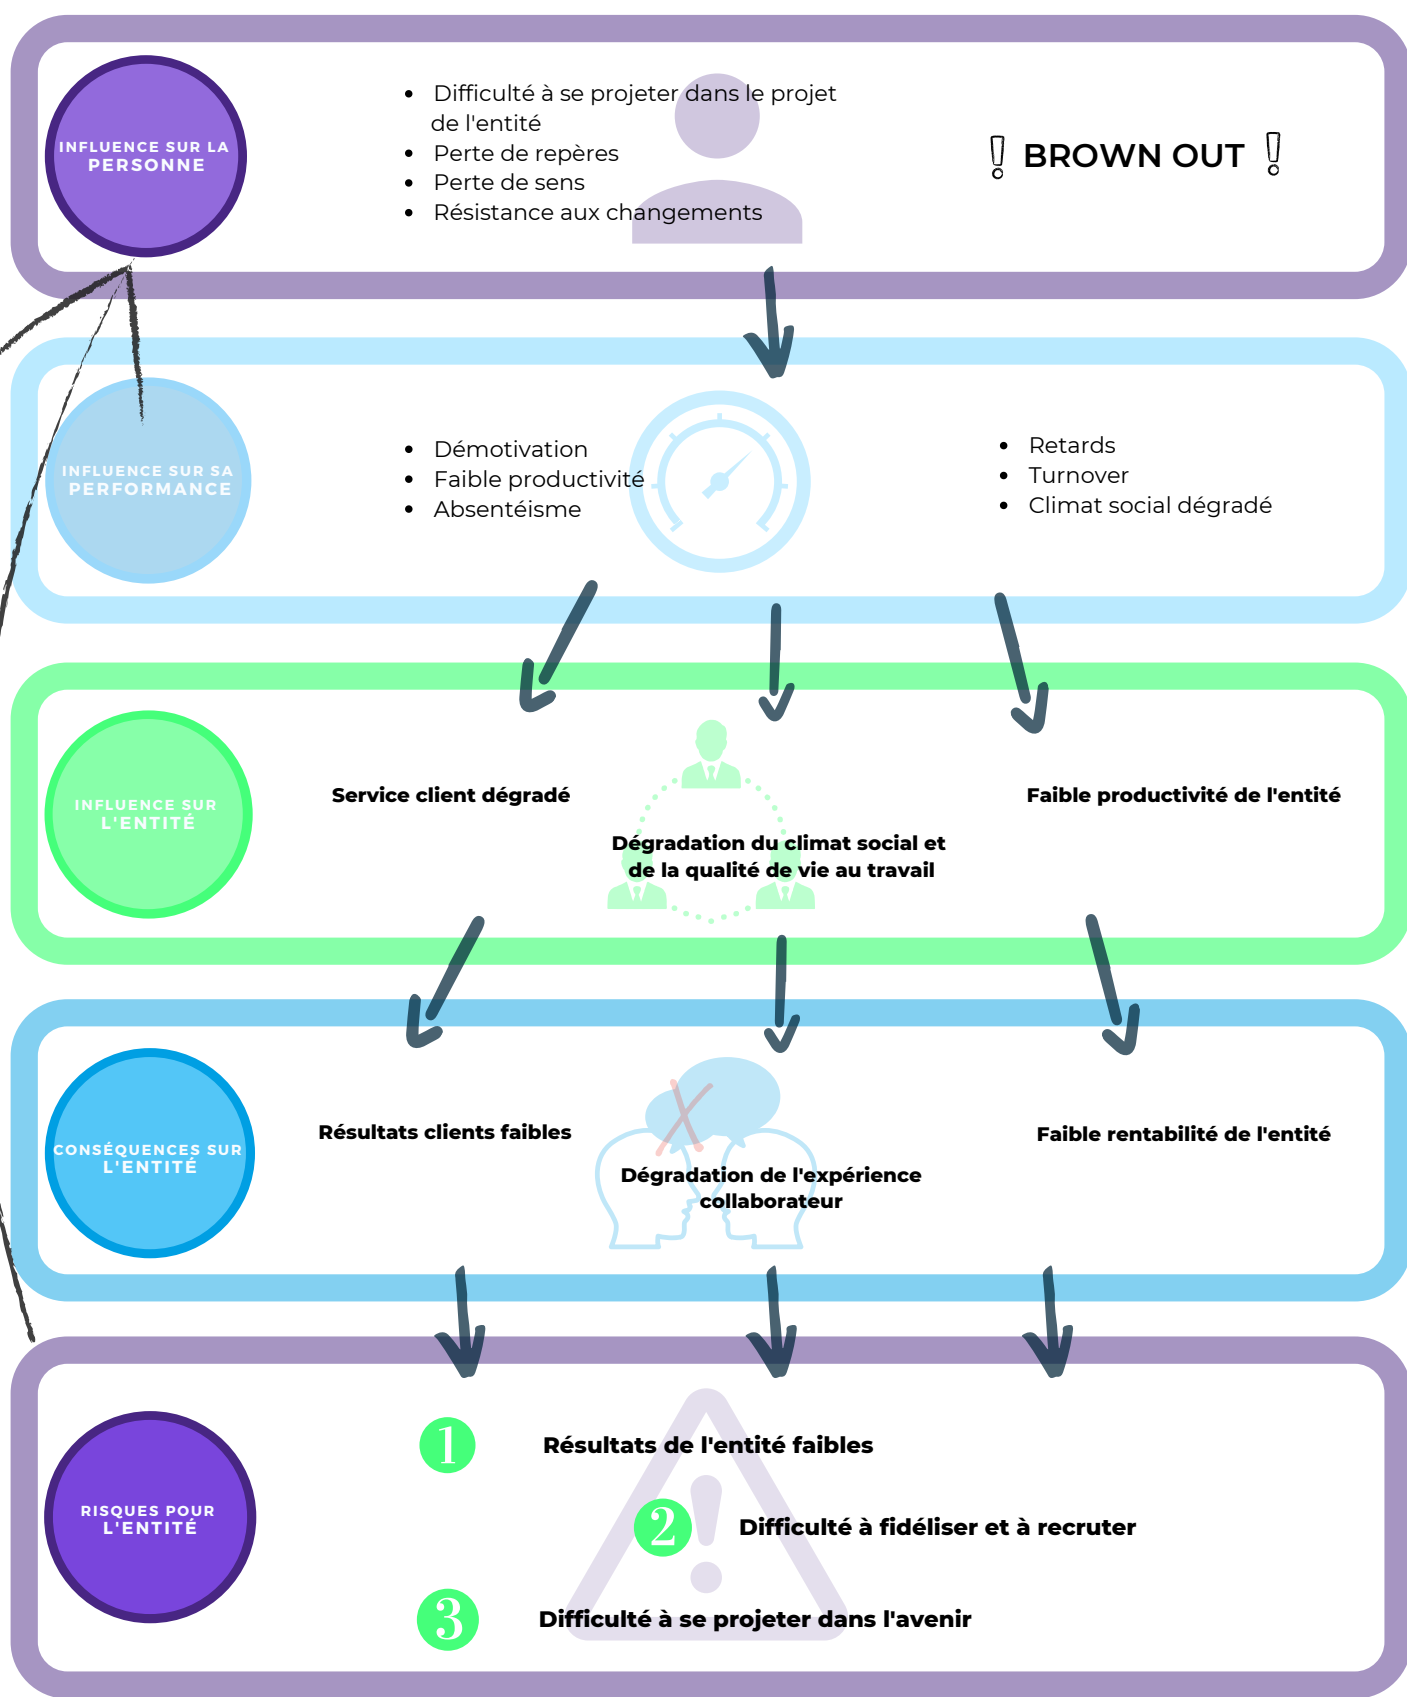 INFLUENCE SUR LA
PERSONNE
• Difficulté à se projeter dans le projet
de l'entité
• Perte de repères
• Perte de sens
• Résistance aux changements
! BROWN OUT !
INFLUENCE SUR SA
PERFORMANCE
• Démotivation
• Faible productivité
• Absentéisme
• Retards
• Turnover
• Climat social dégradé
INFLUENCE SUR
L'ENTITÉ
Service client dégradé
Dégradation du climat social et
de la qualité de vie au travail
Faible productivité de l'entité
CONSÉQUENCES SUR
L'ENTITÉ
Résultats clients faibles
Dégradation de l'expérience
collaborateur
Faible rentabilité de l'entité
RISQUES POUR
L'ENTITÉ
1 Résultats de l'entité faibles
2 Difficulté à fidéliser et à recruter
3 Difficulté à se projeter dans l'avenir